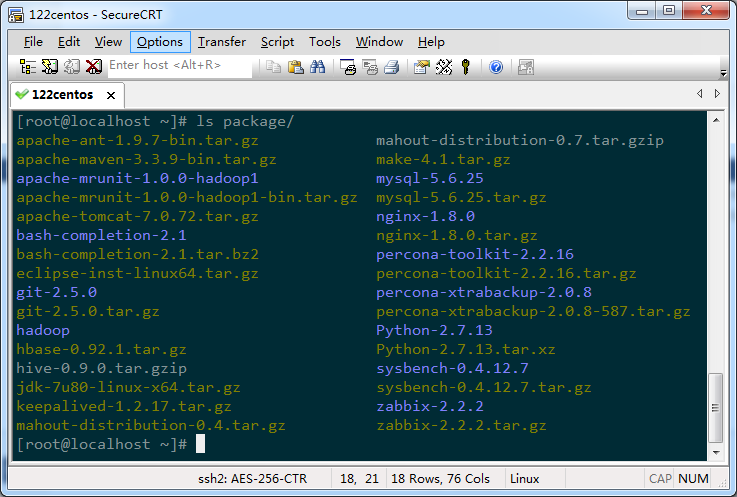 122centos - SecureCRT
File Edit View Options Transfer Script Tools Window Help
Enter host <Alt+R>
122centos
[root@localhost ~]# ls package/
apache-ant-1.9.7-bin.tar.gz mahout-distribution-0.7.tar.gzip
apache-maven-3.3.9-bin.tar.gz make-4.1.tar.gz
apache-mrunit-1.0.0-hadoop1 mysql-5.6.25
apache-mrunit-1.0.0-hadoop1-bin.tar.gz mysql-5.6.25.tar.gz
apache-tomcat-7.0.72.tar.gz nginx-1.8.0
bash-completion-2.1 nginx-1.8.0.tar.gz
bash-completion-2.1.tar.bz2 percona-toolkit-2.2.16
eclipse-inst-linux64.tar.gz percona-toolkit-2.2.16.tar.gz
git-2.5.0 percona-xtrabackup-2.0.8
git-2.5.0.tar.gz percona-xtrabackup-2.0.8-587.tar.gz
hadoop Python-2.7.13
hbase-0.92.1.tar.gz Python-2.7.13.tar.xz
hive-0.9.0.tar.gzip sysbench-0.4.12.7
jdk-7u80-linux-x64.tar.gz sysbench-0.4.12.7.tar.gz
keepalived-1.2.17.tar.gz zabbix-2.2.2
mahout-distribution-0.4.tar.gz zabbix-2.2.2.tar.gz
[root@localhost ~]#
ssh2: AES-256-CTR 18, 21 18 Rows, 76 Cols Linux CAP NUM